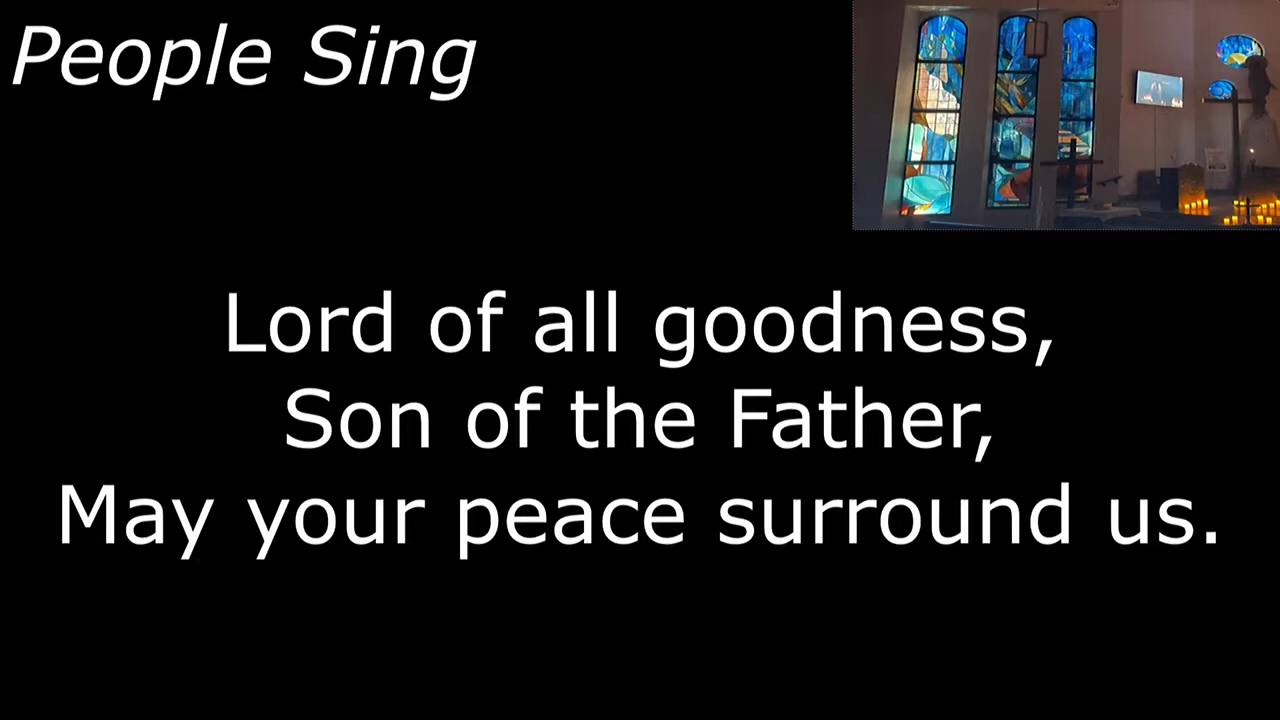 People Sing
Lord of all goodness,
Son of the Father,
May your peace surround us.